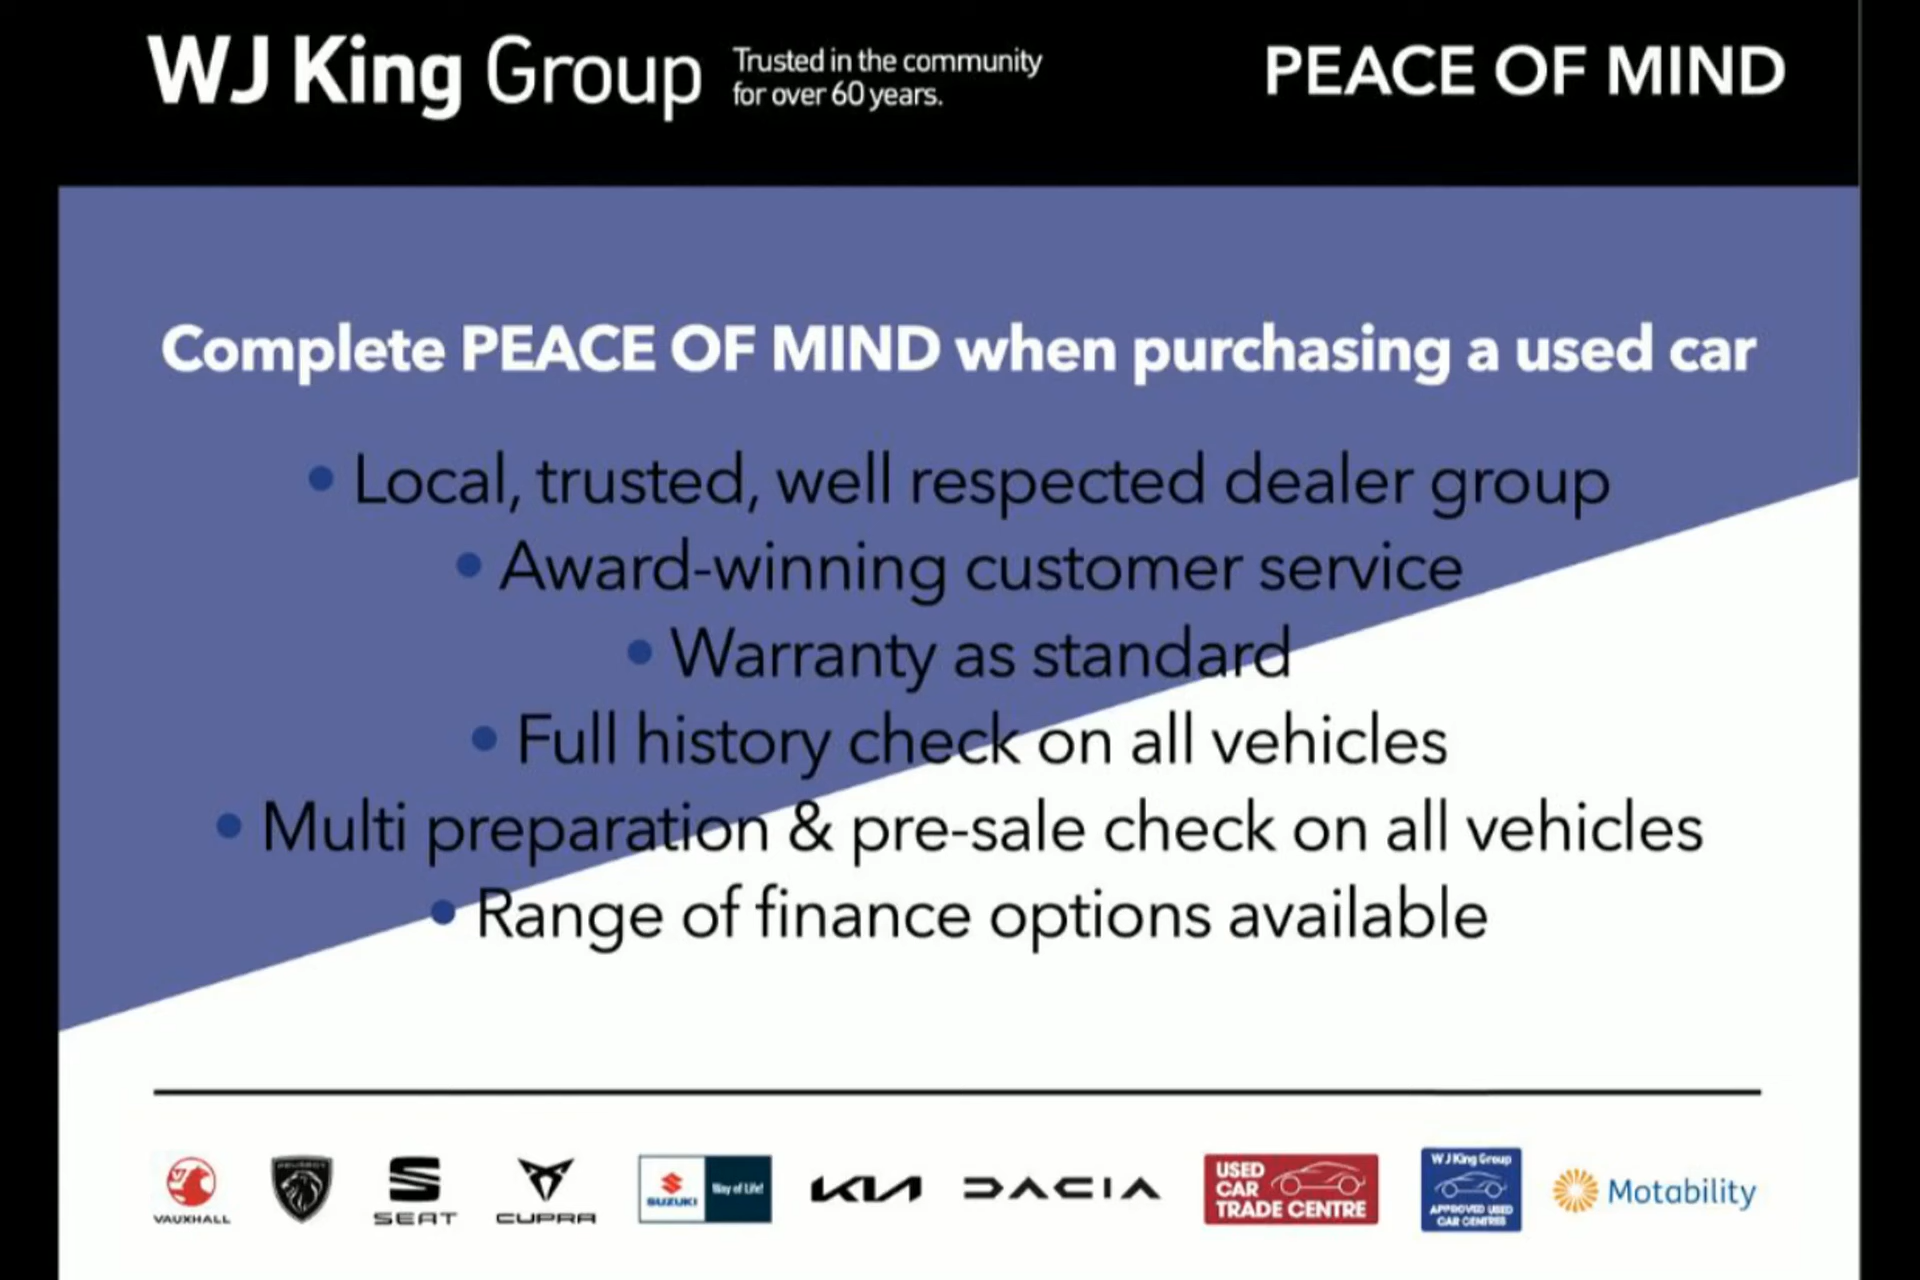 WJ King Group
Trusted in the community
for over 60 years.
PEACE OF MIND
Complete PEACE OF MIND when purchasing a used car
• Local, trusted, well respected dealer group
• Award-winning customer service
• Warranty as standard
• Full history check on all vehicles
• Multi preparation & pre-sale check on all vehicles
• Range of finance options available
VAUXHALL
PEUGEOT
SEAT
CUPRA
SUZUKI
Way of Life!
KIA
DACIA
USED
CAR
TRADE CENTRE
WJ King Group
APPROVED USED
CAR CENTRES
Motability